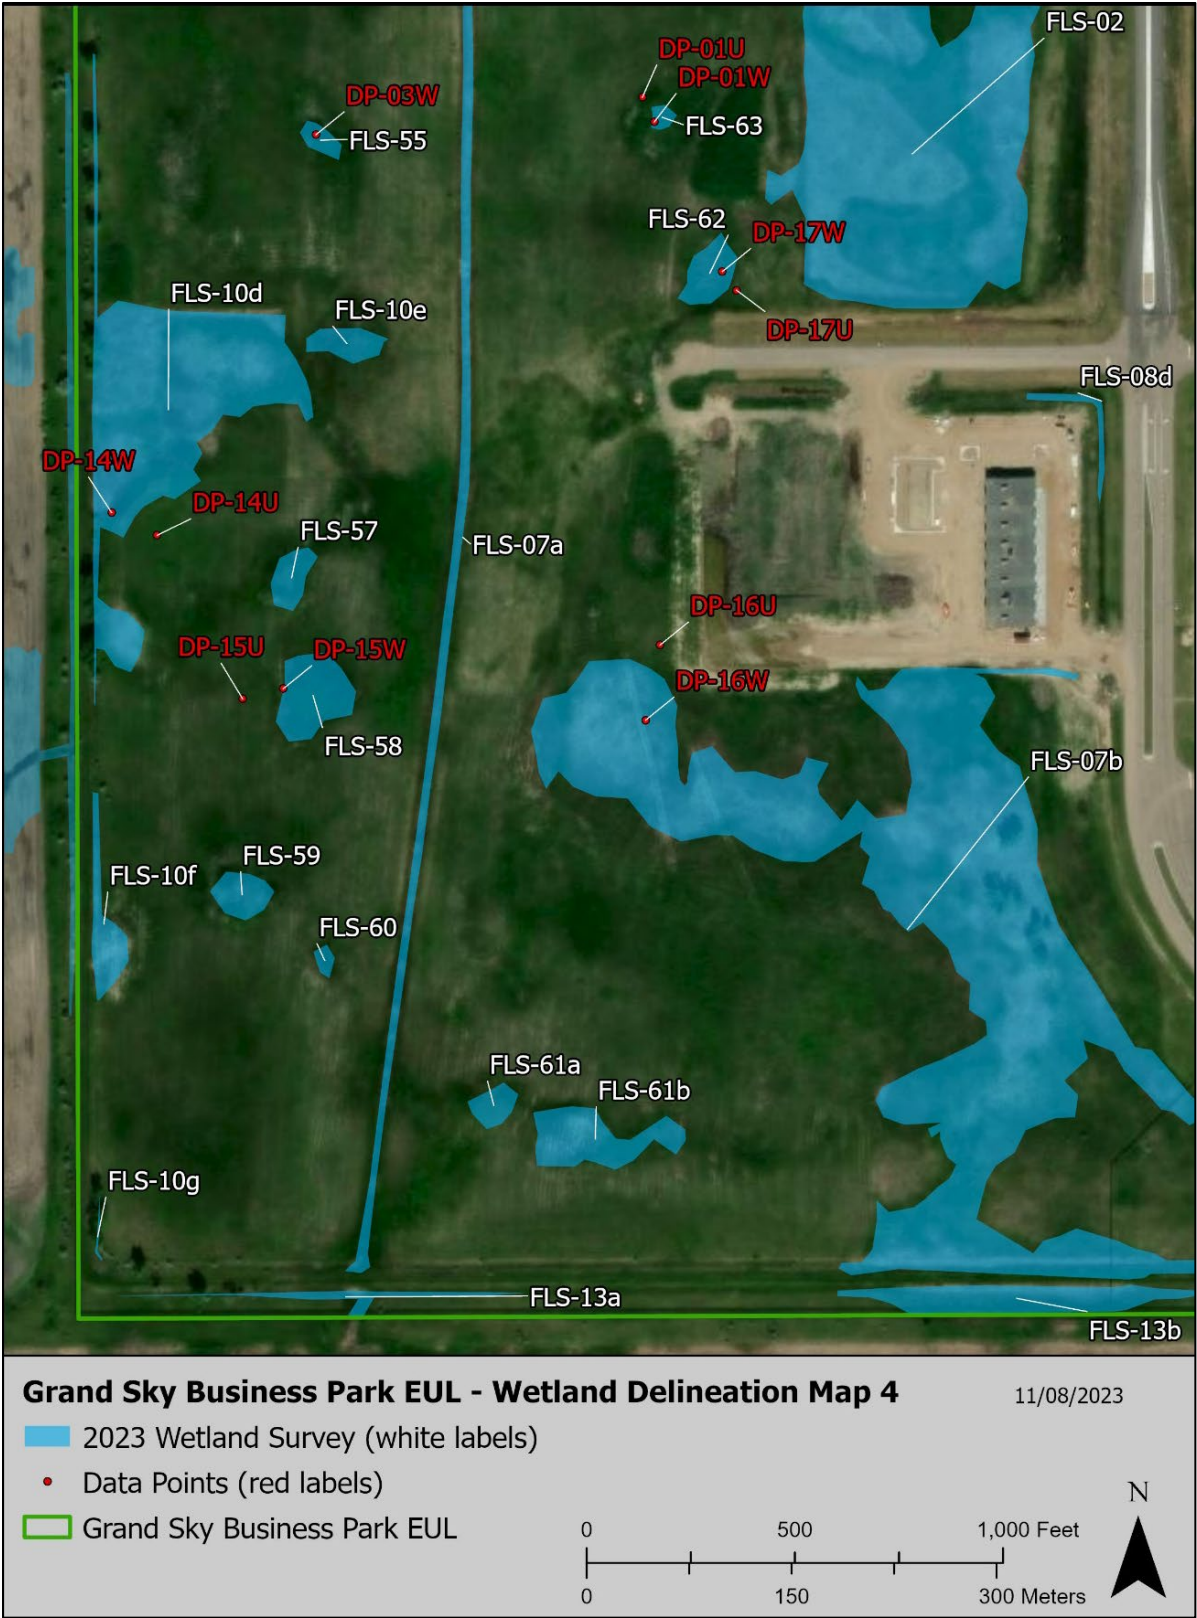 FLS-02
DP-01U
DP-01W
DP-03W
FLS-63
FLS-55
FLS-62
DP-17W
FLS-10d
FLS-10e
DP-17U
FLS-08d
DP-14W
DP-14U
FLS-57
FLS-07a
DP-16U
DP-15U
DP-15W
DP-16W
FLS-58
FLS-07b
FLS-59
FLS-10f
FLS-60
FLS-61a
FLS-61b
FLS-10g
FLS-13a
FLS-13b
Grand Sky Business Park EUL - Wetland Delineation Map 4
11/08/2023
2023 Wetland Survey (white labels)
Data Points (red labels)
Grand Sky Business Park EUL
N
0 500 1,000 Feet
0 150 300 Meters